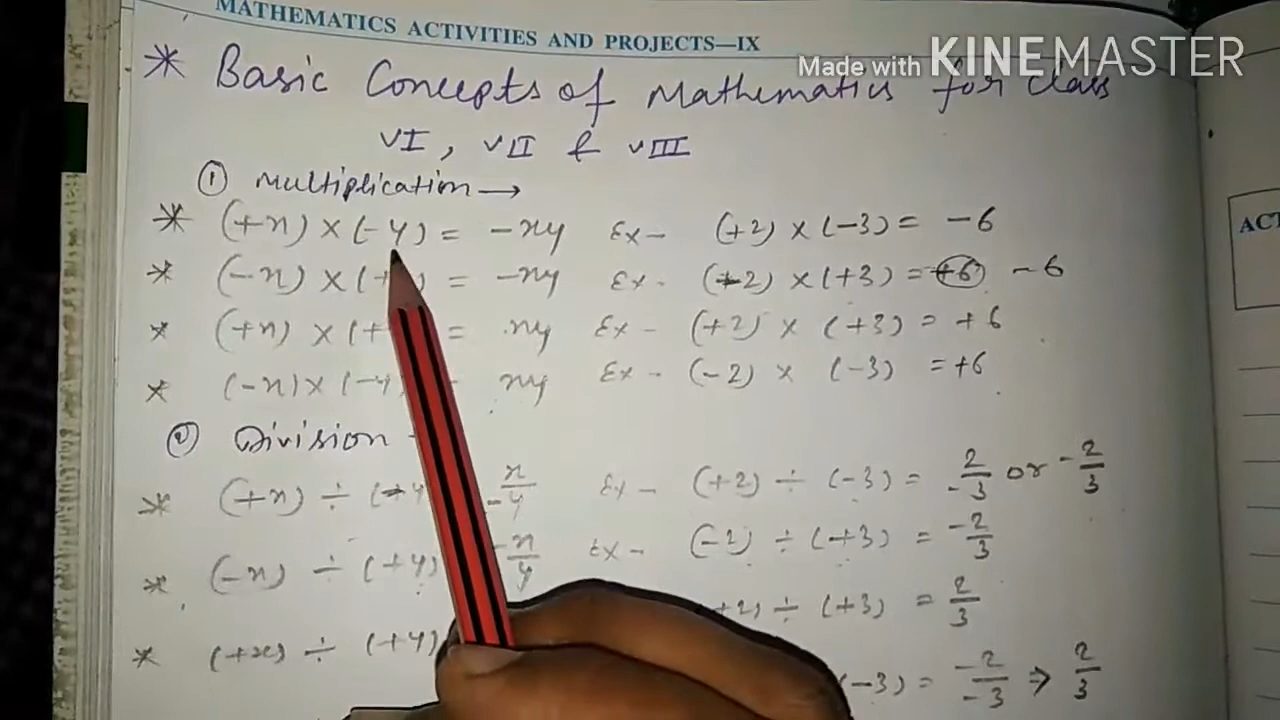 MATHEMATICS ACTIVITIES AND PROJECTS—IX
Made with KINEMASTER
* Basic Concepts of Mathematics for Class
VI, VII & VIII
① Multiplication →
* (+x) × (-y) = -xy Ex- (+2) × (-3) = -6
* (-x) × (+ ) = -xy Ex- (-2) × (+3) = +6 -6
* (+x) × (+ = xy Ex- (+2) × (+3) = +6
* (-x) × (-y) xy Ex- (-2) × (-3) = +6
② Division
* (+x) ÷ (-y -x/y Ex- (+2) ÷ (-3) = 2/-3 or -2/3
* (-x) ÷ (+y) -x/y Ex- (-2) ÷ (+3) = -2/3
* (+x) ÷ (+y) +2) ÷ (+3) = 2/3
(-3) = -2/-3 ⇒ 2/3
ACT